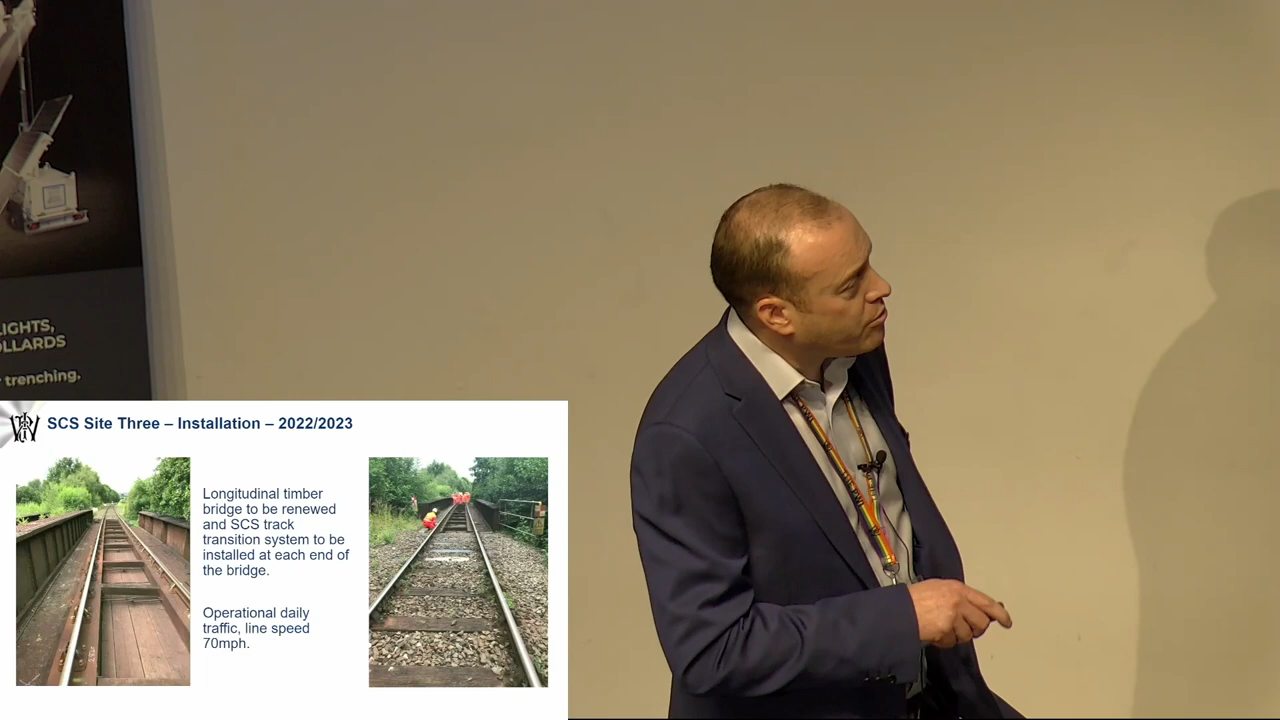 LIGHTS,
OLLARDS
trenching.
SCS Site Three – Installation – 2022/2023
Longitudinal timber
bridge to be renewed
and SCS track
transition system to be
installed at each end of
the bridge.
Operational daily
traffic, line speed
70mph.